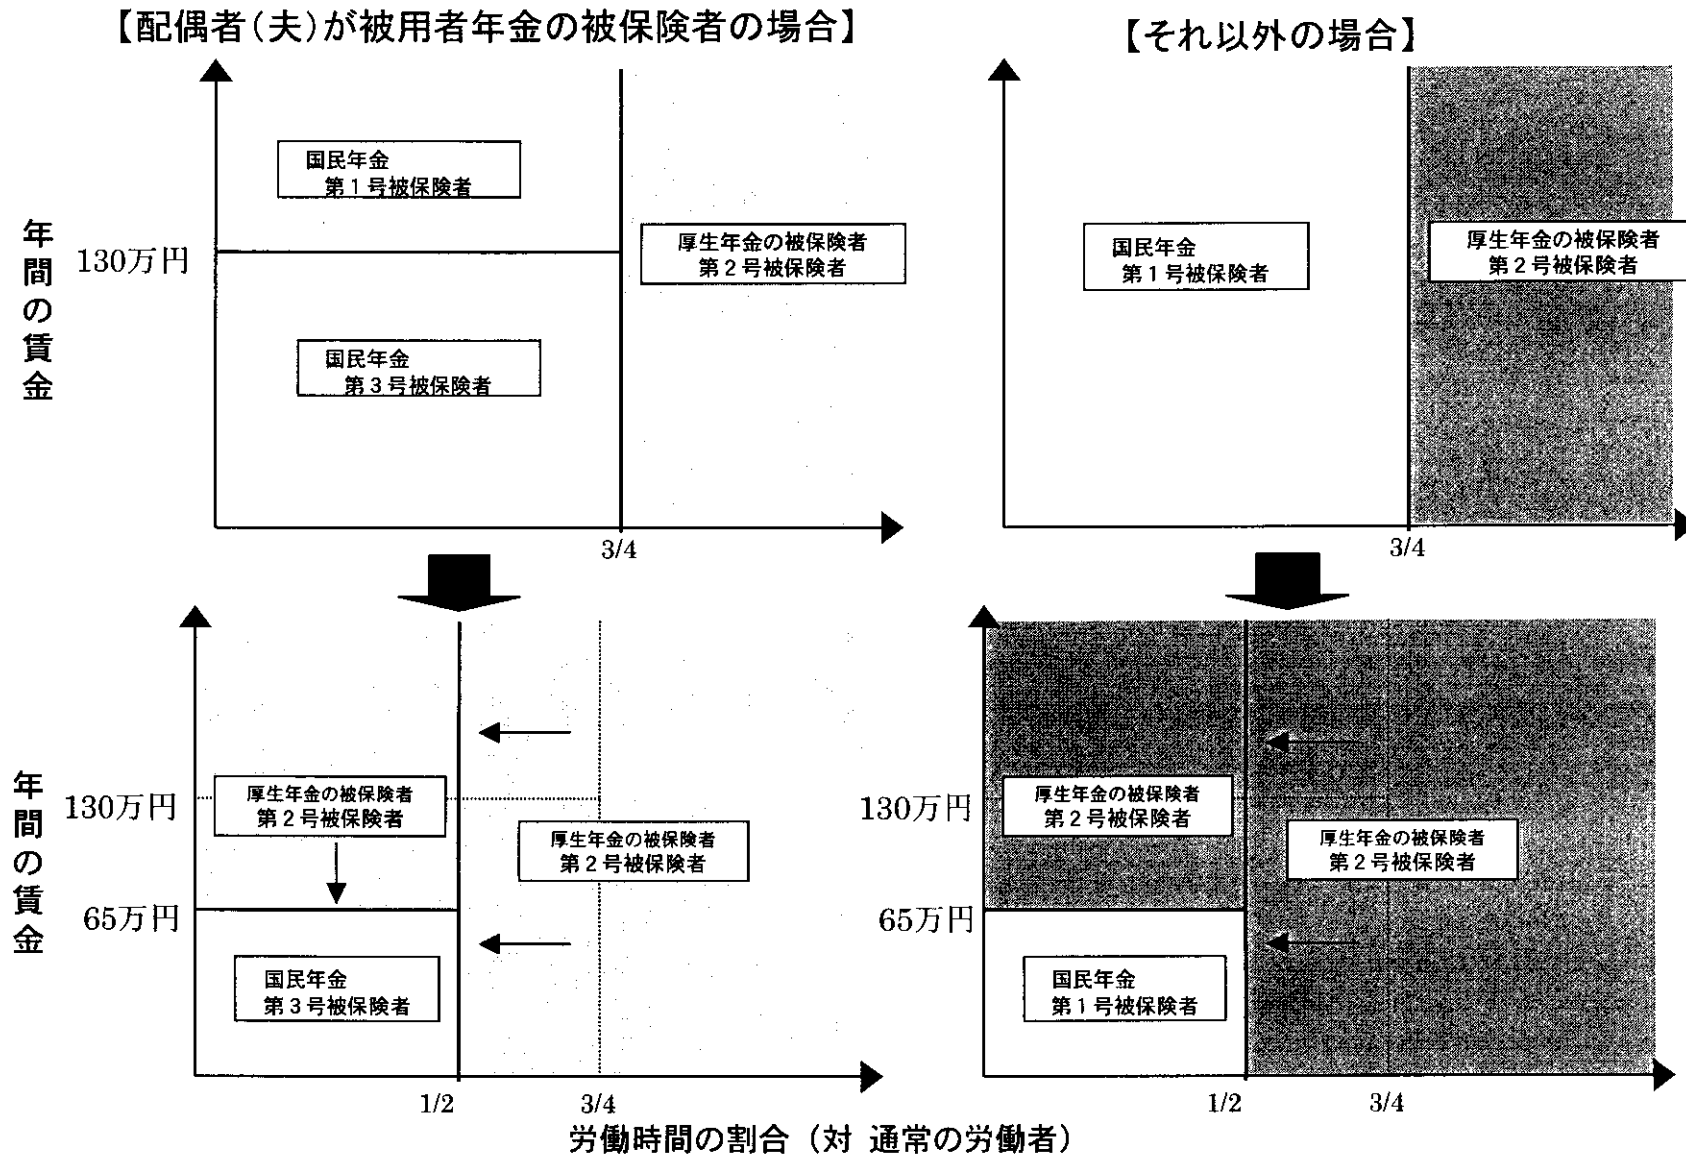 【配偶者(夫)が被用者年金の被保険者の場合】
【それ以外の場合】
年間の賃金
130万円
国民年金
第1号被保険者
国民年金
第3号被保険者
厚生年金の被保険者
第2号被保険者
3/4
国民年金
第1号被保険者
厚生年金の被保険者
第2号被保険者
3/4
年間の賃金
130万円
65万円
厚生年金の被保険者
第2号被保険者
厚生年金の被保険者
第2号被保険者
国民年金
第3号被保険者
1/2
3/4
130万円
65万円
厚生年金の被保険者
第2号被保険者
厚生年金の被保険者
第2号被保険者
国民年金
第1号被保険者
1/2
3/4
労働時間の割合(対 通常の労働者)